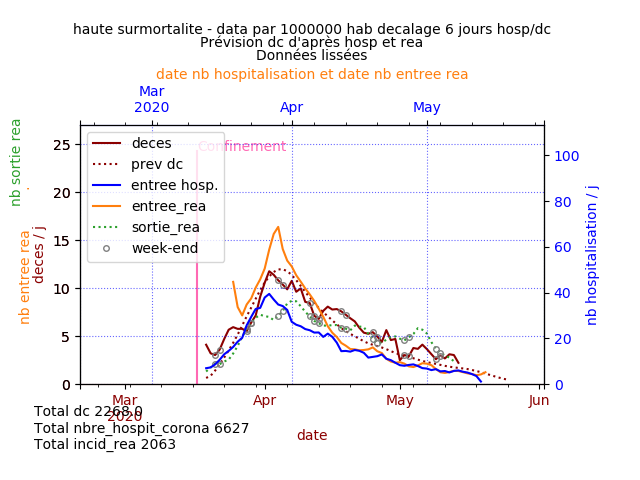 haute surmortalite - data par 1000000 hab decalage 6 jours hosp/dc
Prévision dc d'après hosp et rea
Données lissées
date nb hospitalisation et date nb entree rea
Mar
2020
Apr
May
Confinement
deces
prev dc
entree hosp.
entree_rea
sortie_rea
week-end
nb sortie rea
nb entree rea
deces / j
25
20
15
10
5
0
100
80
60
40
20
0
nb hospitalisation / j
Mar
2020
Apr
May
Jun
date
Total dc 2268.0
Total nbre_hospit_corona 6627
Total incid_rea 2063